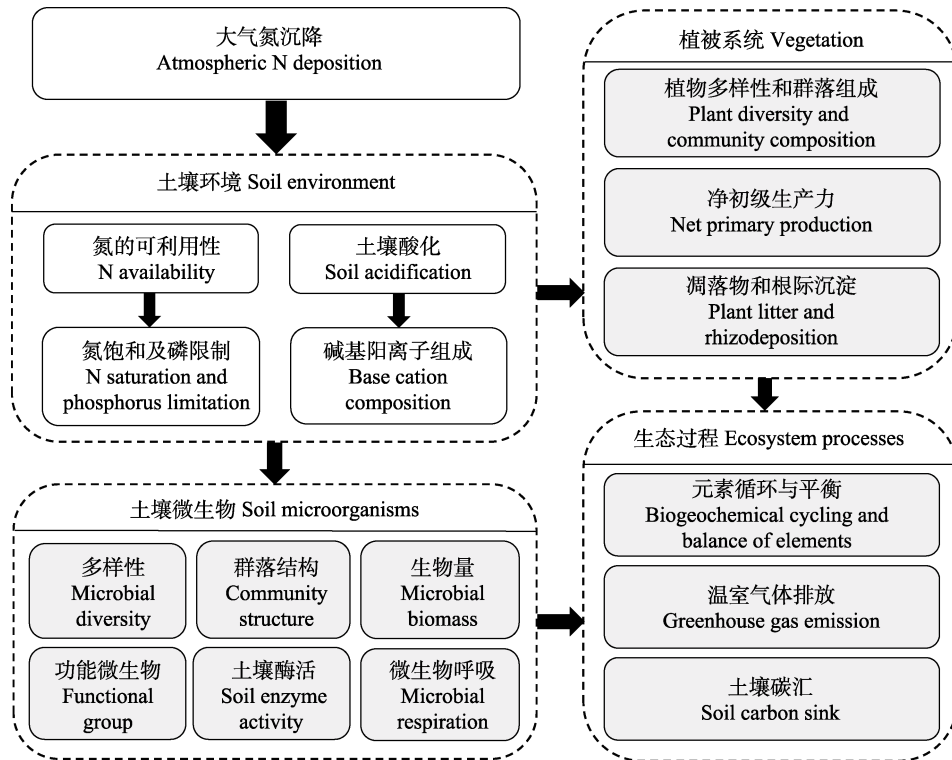 大气氮沉降
Atmospheric N deposition
土壤环境 Soil environment
氮的可利用性
N availability
土壤酸化
Soil acidification
氮饱和及磷限制
N saturation and
phosphorus limitation
碱基阳离子组成
Base cation
composition
土壤微生物 Soil microorganisms
多样性
Microbial
diversity
群落结构
Community
structure
生物量
Microbial
biomass
功能微生物
Functional
group
土壤酶活
Soil enzyme
activity
微生物呼吸
Microbial
respiration
植被系统 Vegetation
植物多样性和群落组成
Plant diversity and
community composition
净初级生产力
Net primary production
凋落物和根际沉淀
Plant litter and
rhizodeposition
生态过程 Ecosystem processes
元素循环与平衡
Biogeochemical cycling and
balance of elements
温室气体排放
Greenhouse gas emission
土壤碳汇
Soil carbon sink